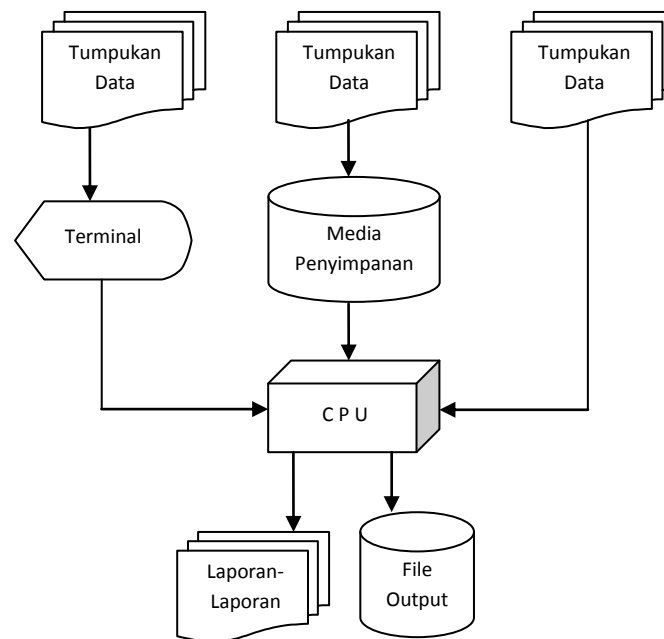 Tumpukan
Data
Tumpukan
Data
Tumpukan
Data
Terminal
Media
Penyimpanan
C P U
Laporan-
Laporan
File
Output